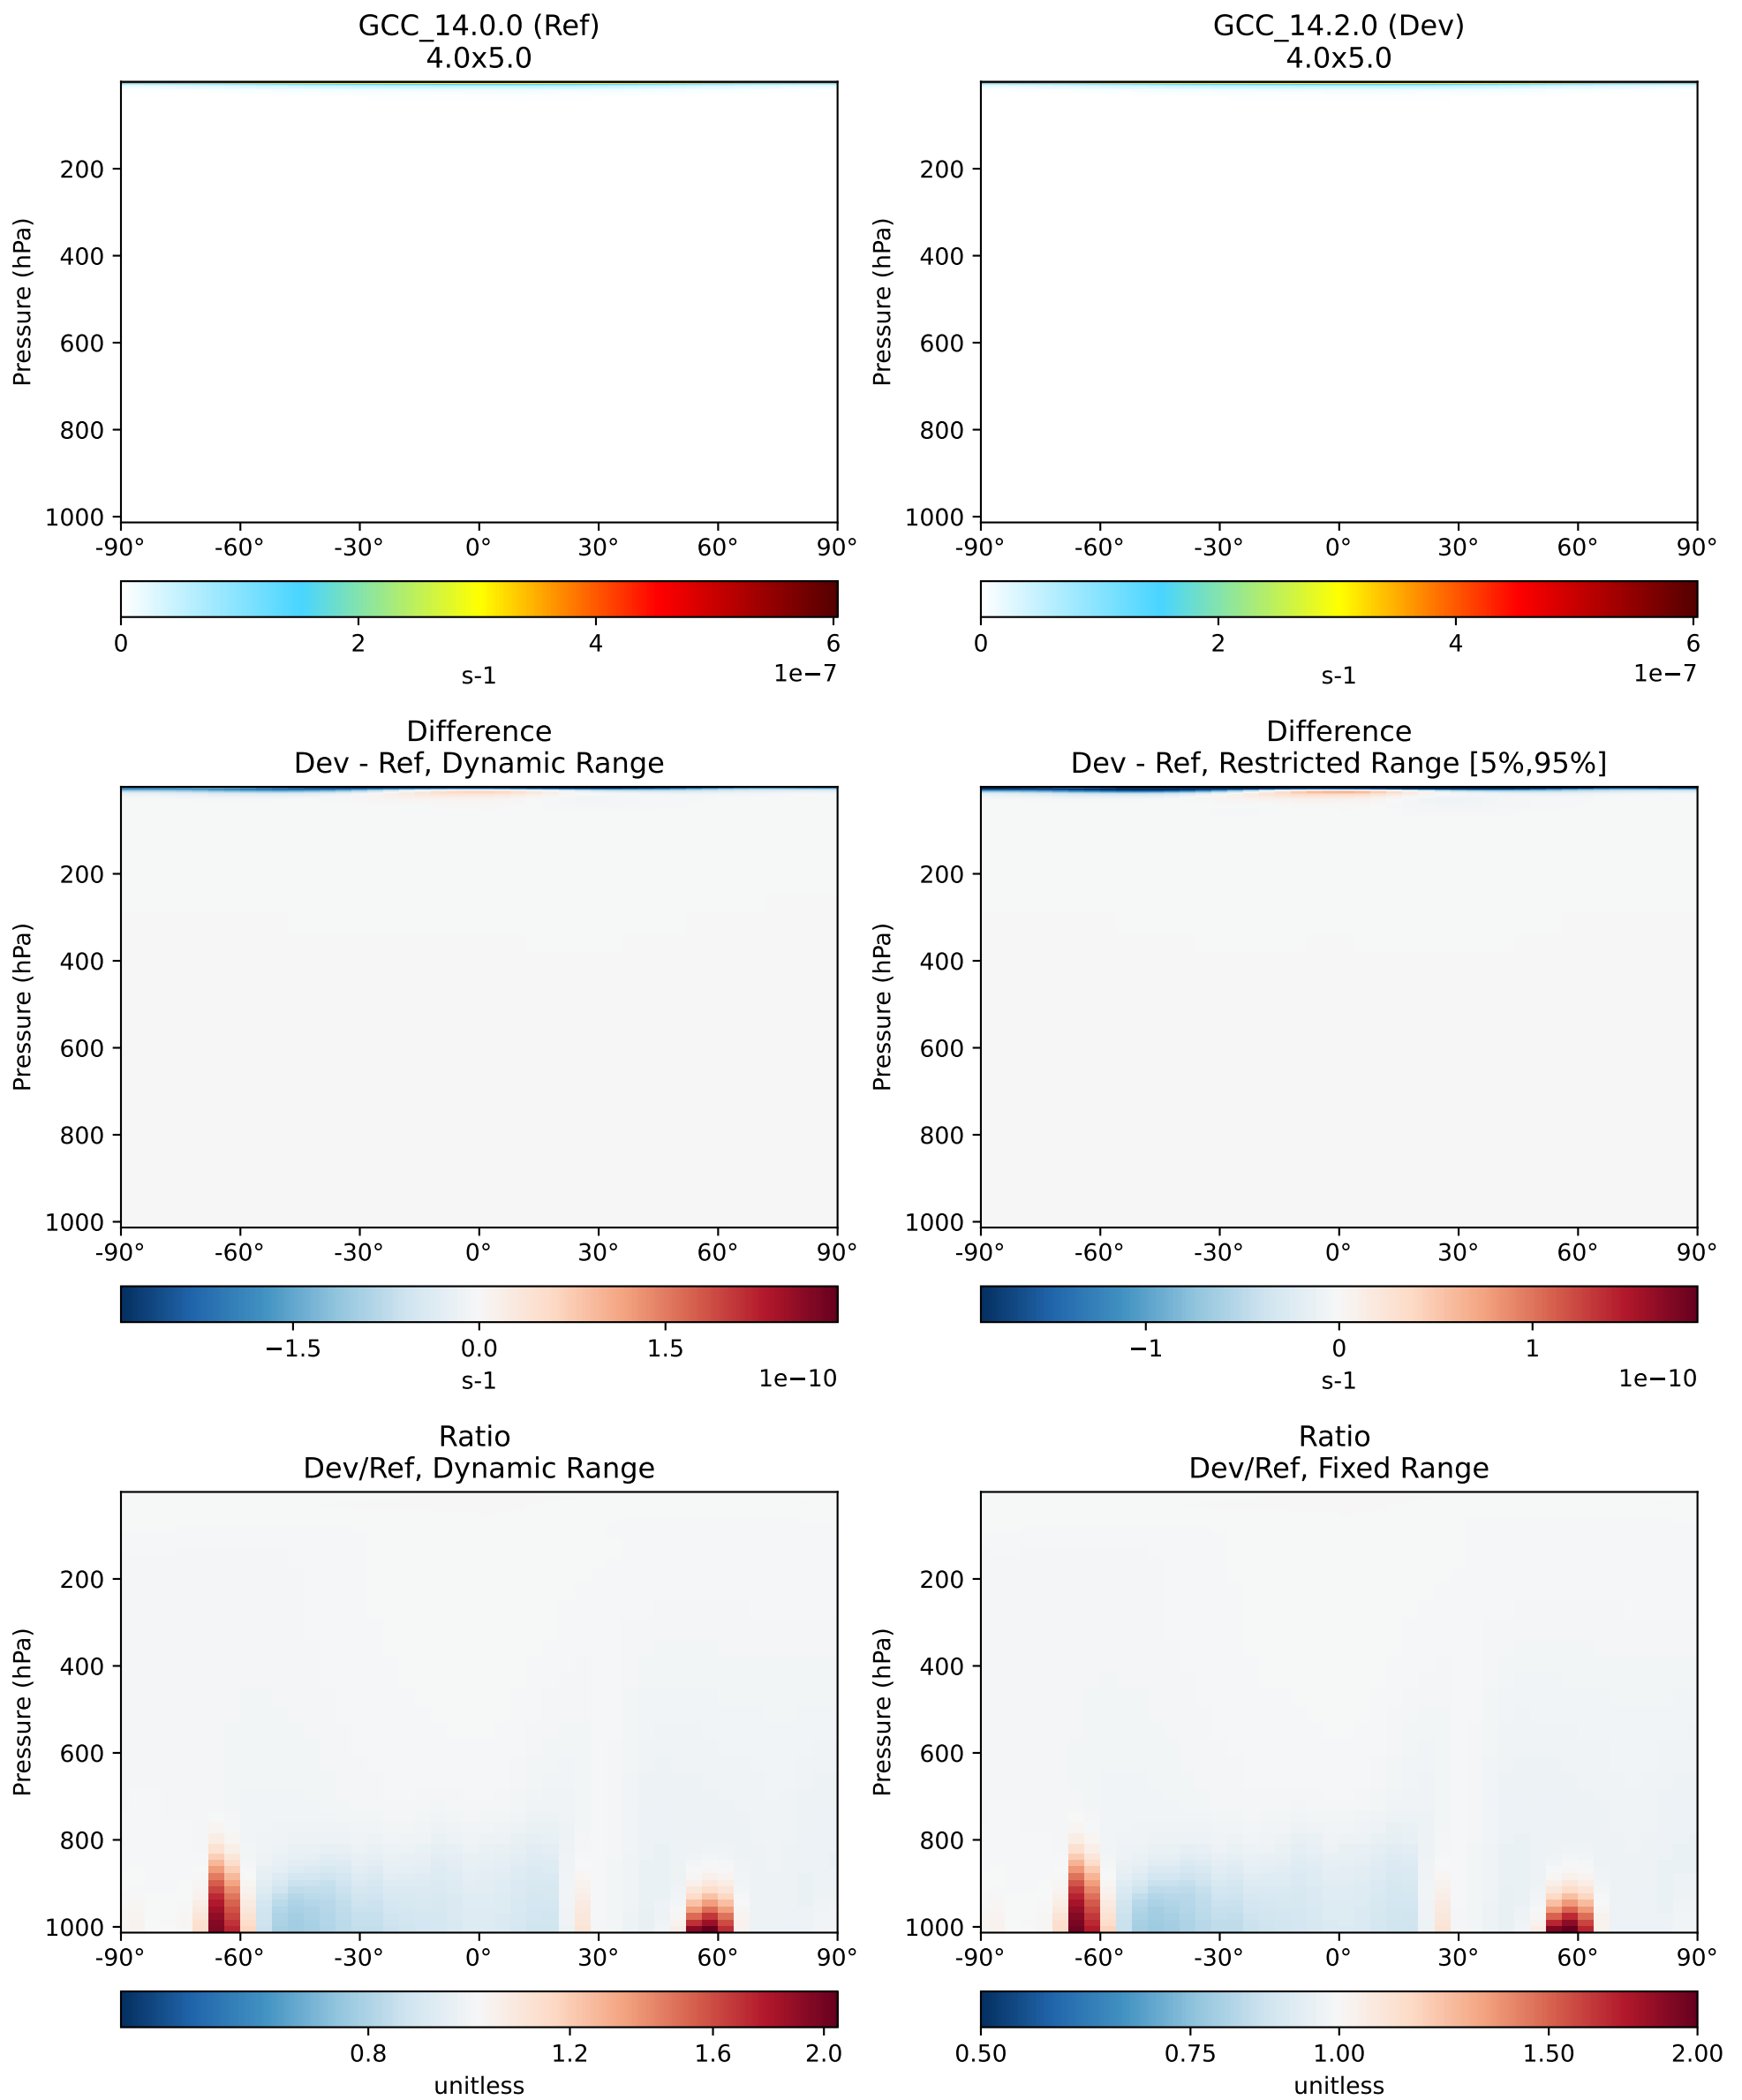 GCC_14.0.0 (Ref)
4.0x5.0
Pressure (hPa)
200
400
600
800
1000
-90° -60° -30° 0° 30° 60° 90°
0 2 4 6
s-1
1e−7
GCC_14.2.0 (Dev)
4.0x5.0
Pressure (hPa)
200
400
600
800
1000
-90° -60° -30° 0° 30° 60° 90°
0 2 4 6
s-1
1e−7
Difference
Dev - Ref, Dynamic Range
Pressure (hPa)
200
400
600
800
1000
-90° -60° -30° 0° 30° 60° 90°
−1.5 0.0 1.5
s-1
1e−10
Difference
Dev - Ref, Restricted Range [5%,95%]
Pressure (hPa)
200
400
600
800
1000
-90° -60° -30° 0° 30° 60° 90°
−1 0 1
s-1
1e−10
Ratio
Dev/Ref, Dynamic Range
Pressure (hPa)
200
400
600
800
1000
-90° -60° -30° 0° 30° 60° 90°
0.8 1.2 1.6 2.0
unitless
Ratio
Dev/Ref, Fixed Range
Pressure (hPa)
200
400
600
800
1000
-90° -60° -30° 0° 30° 60° 90°
0.50 0.75 1.00 1.50 2.00
unitless